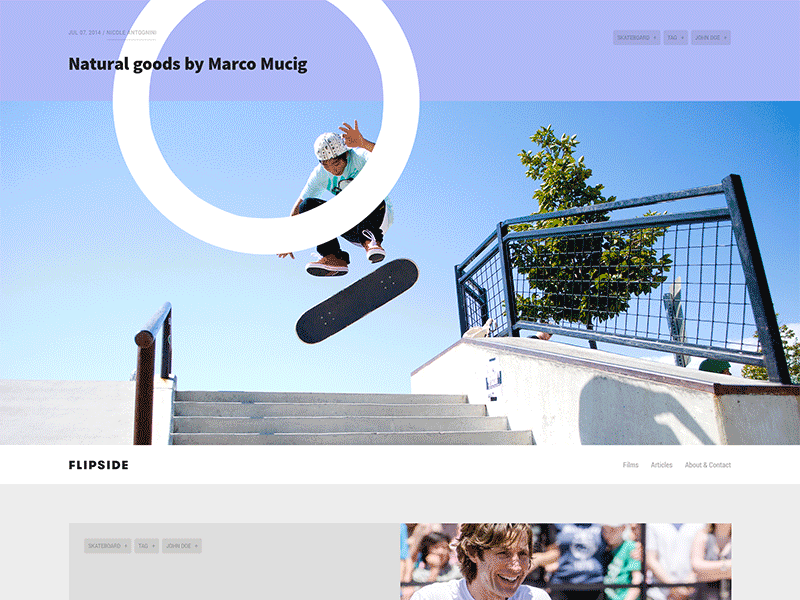 JUL 07, 2014 / NICOLE ANTOGNINI
SKATEBOARD + TAG + JOHN DOE +
Natural goods by Marco Mucig
FLIPSIDE
Films Articles About & Contact
SKATEBOARD + TAG + JOHN DOE +